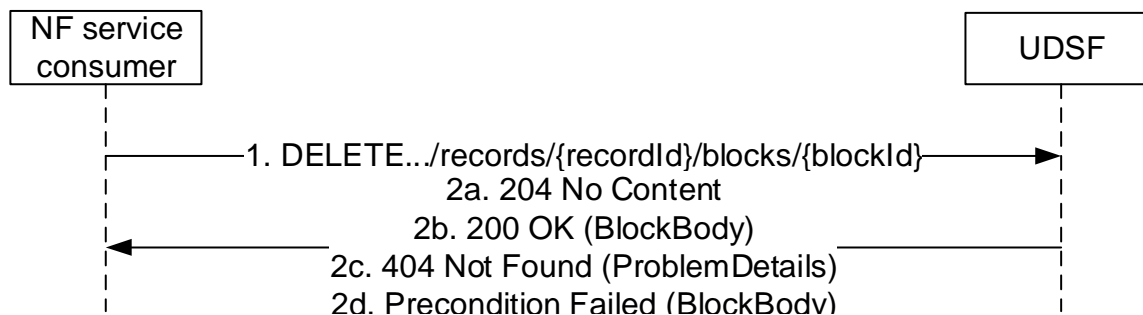 NF service
consumer
UDSF
1. DELETE.../records/{recordId}/blocks/{blockId}
2a. 204 No Content
2b. 200 OK (BlockBody)
2c. 404 Not Found (ProblemDetails)
2d. Precondition Failed (BlockBody)